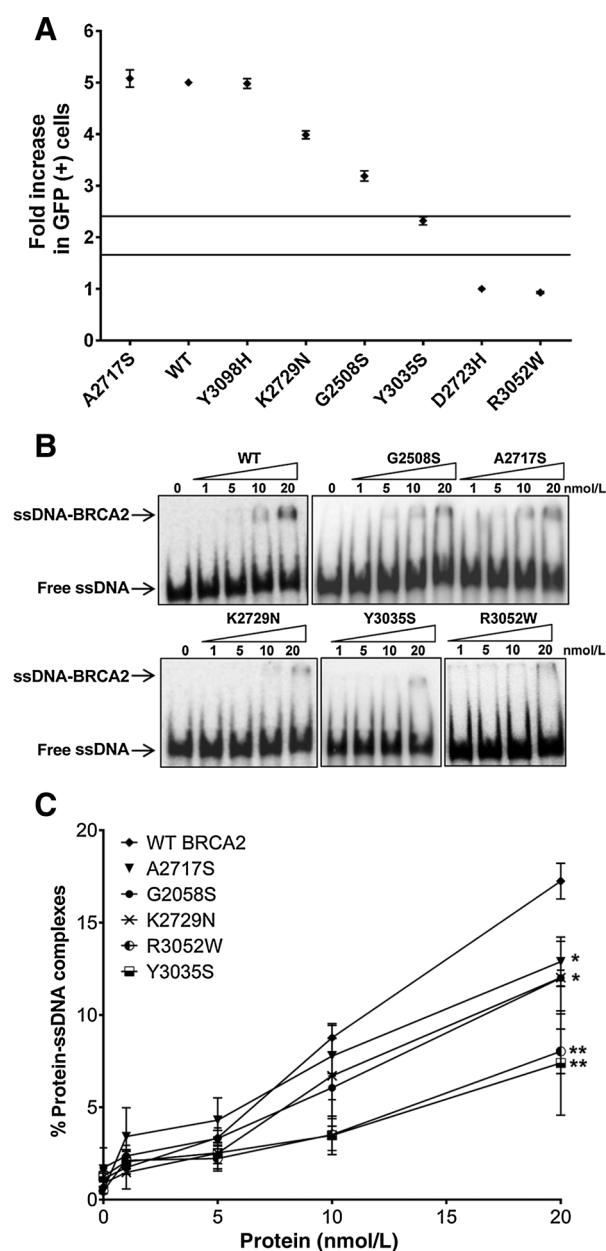 A
6
5
4
3
2
1
0
Fold increase
in GFP (+) cells
A2717S
WT
Y3098H
K2729N
G2508S
Y3035S
D2723H
R3052W
B
WT
G2508S
A2717S
0 1 5 10 20
0 1 5 10 20 1 5 10 20 nmol/L
ssDNA-BRCA2
Free ssDNA
K2729N
Y3035S
R3052W
0 1 5 10 20
1 5 10 20
1 5 10 20 nmol/L
ssDNA-BRCA2
Free ssDNA
C
20
15
10
5
0
% Protein-ssDNA complexes
WT BRCA2
A2717S
G2058S
K2729N
R3052W
Y3035S
*
*
**
**
0 5 10 15 20
Protein (nmol/L)